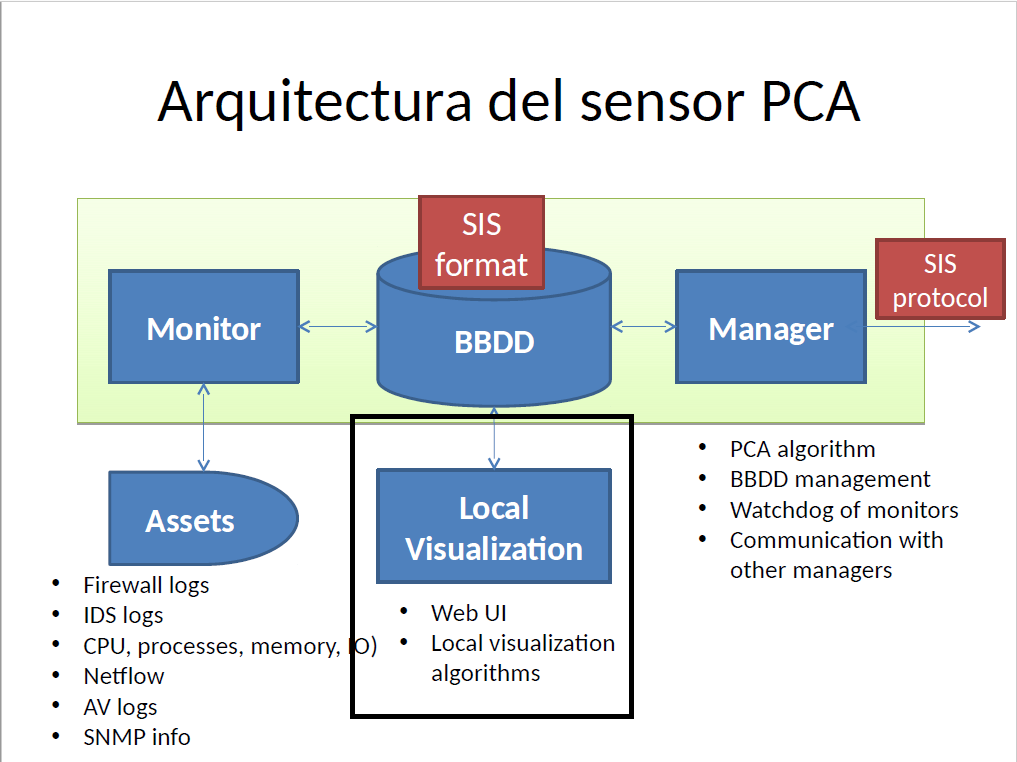 Arquitectura del sensor PCA
SIS
format
SIS
protocol
Monitor
BBDD
Manager
Assets
Local
Visualization
• PCA algorithm
• BBDD management
• Watchdog of monitors
• Communication with
other managers
• Firewall logs
• IDS logs
• CPU, processes, memory, IO)
• Netflow
• AV logs
• SNMP info
• Web UI
• Local visualization
algorithms